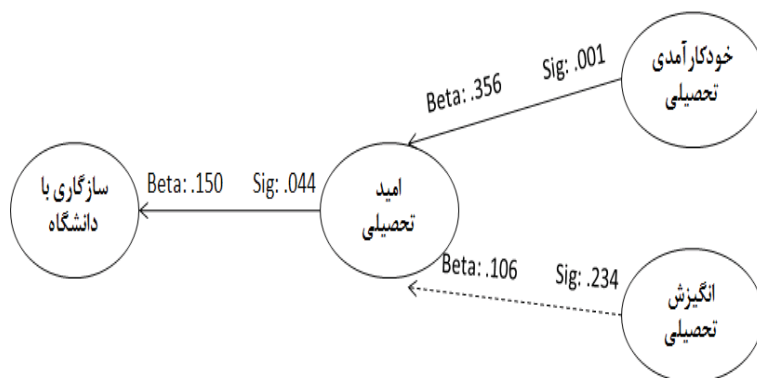 خودکارآمدی
تحصیلی
Sig: .001
Beta: .356
امید
تحصیلی
Sig: .044
Beta: .150
سازگاری با
دانشگاه
Beta: .106
Sig: .234
انگیزش
تحصیلی